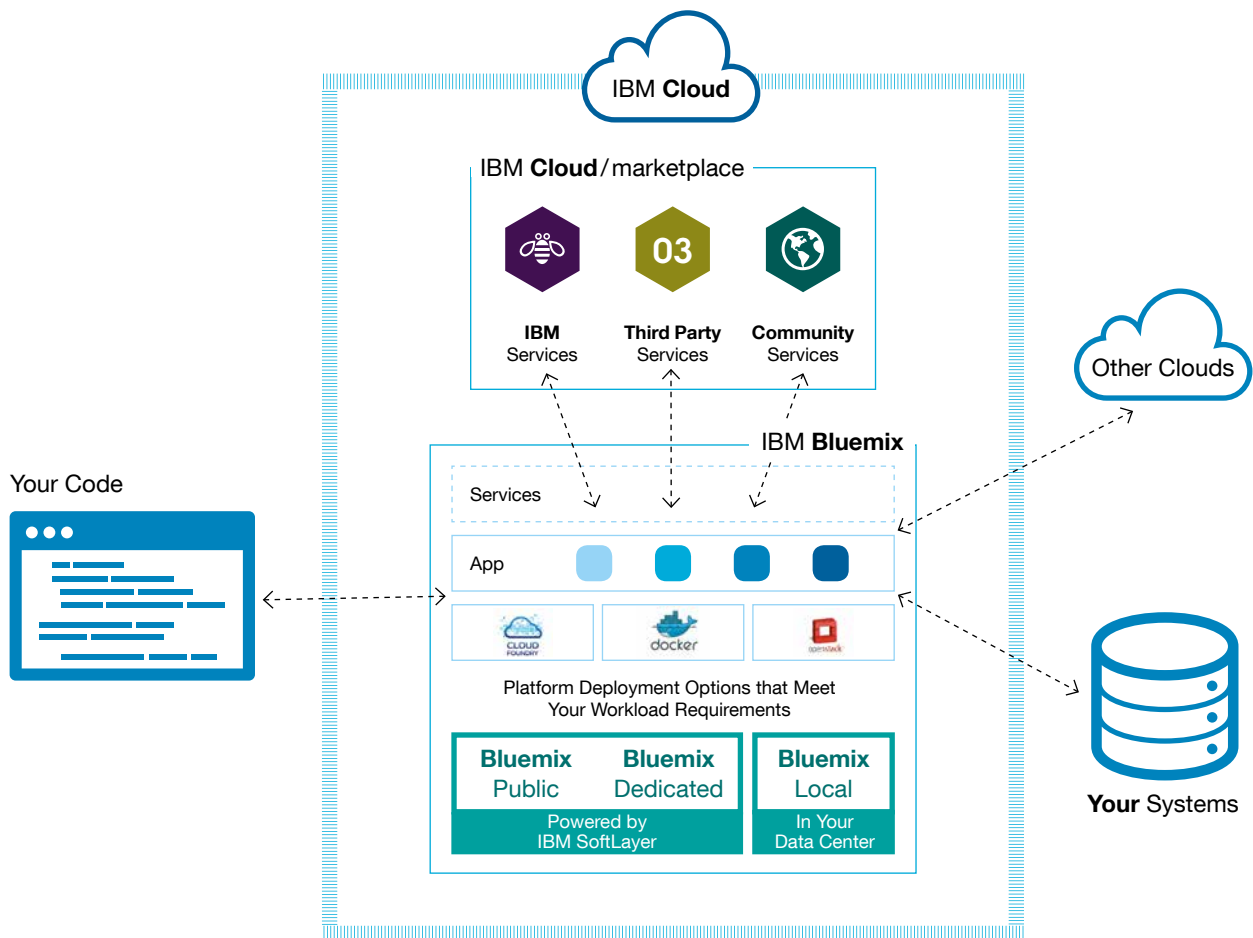 IBM Cloud
IBM Cloud/marketplace
03
IBM
Services
Third Party
Services
Community
Services
Other Clouds
IBM Bluemix
Your Code
Services
App
CLOUD
FOUNDRY
docker
openstack
Platform Deployment Options that Meet
Your Workload Requirements
Bluemix
Public
Bluemix
Dedicated
Powered by
IBM SoftLayer
Bluemix
Local
In Your
Data Center
Your Systems